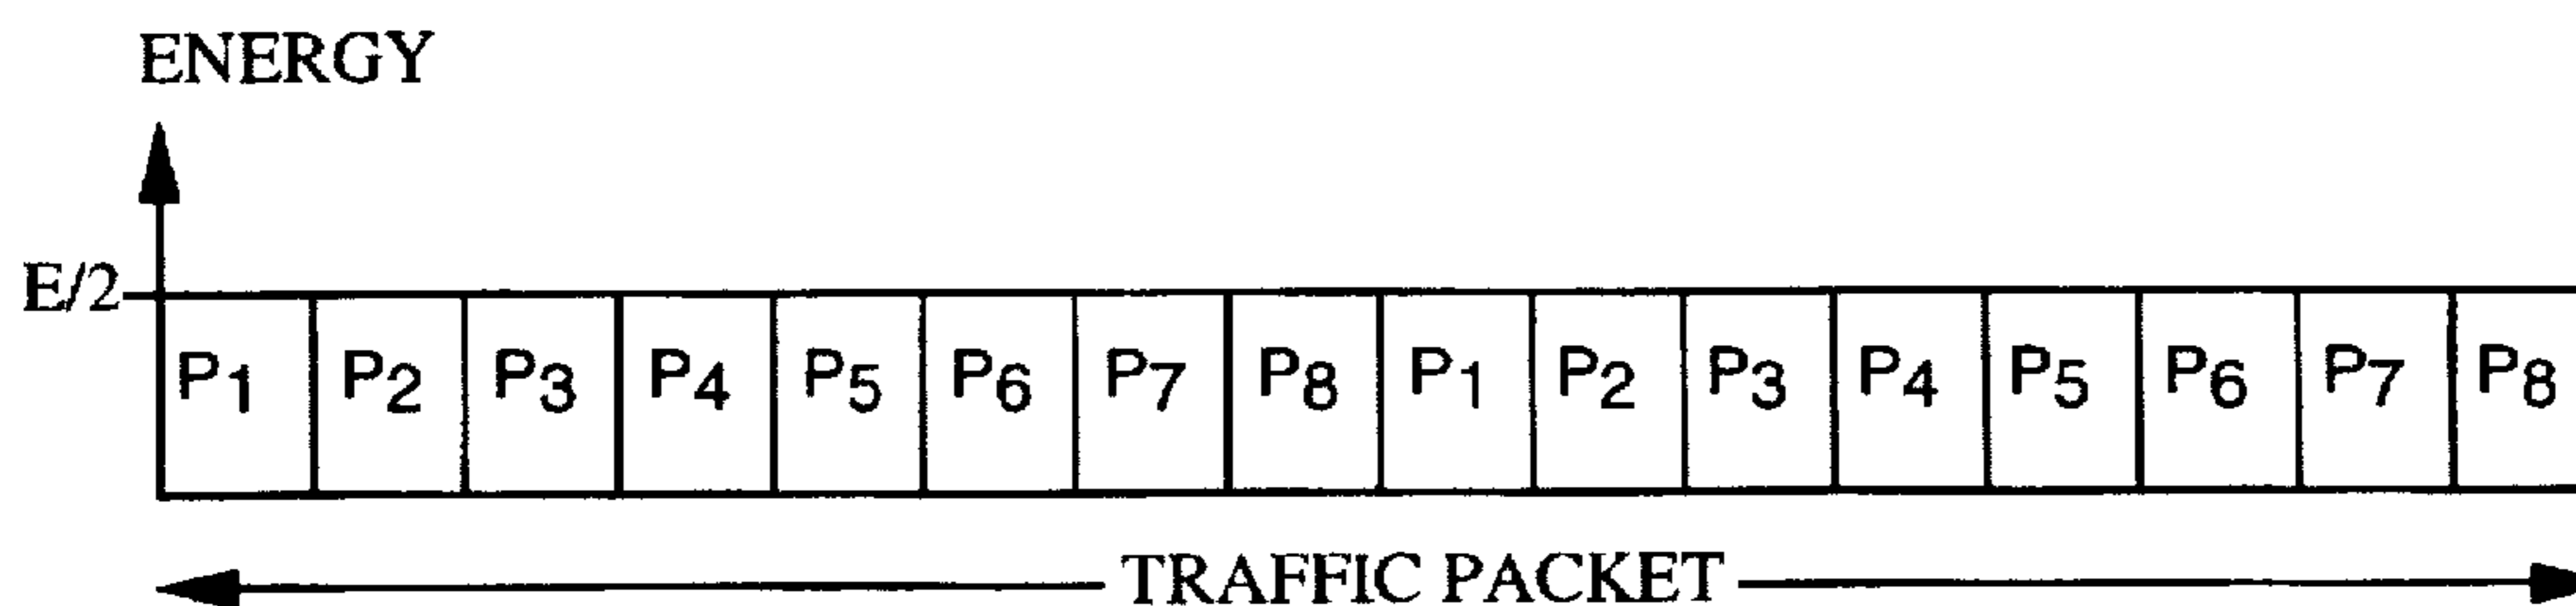 ENERGY
E/2
P1 P2 P3 P4 P5 P6 P7 P8 P1 P2 P3 P4 P5 P6 P7 P8
TRAFFIC PACKET